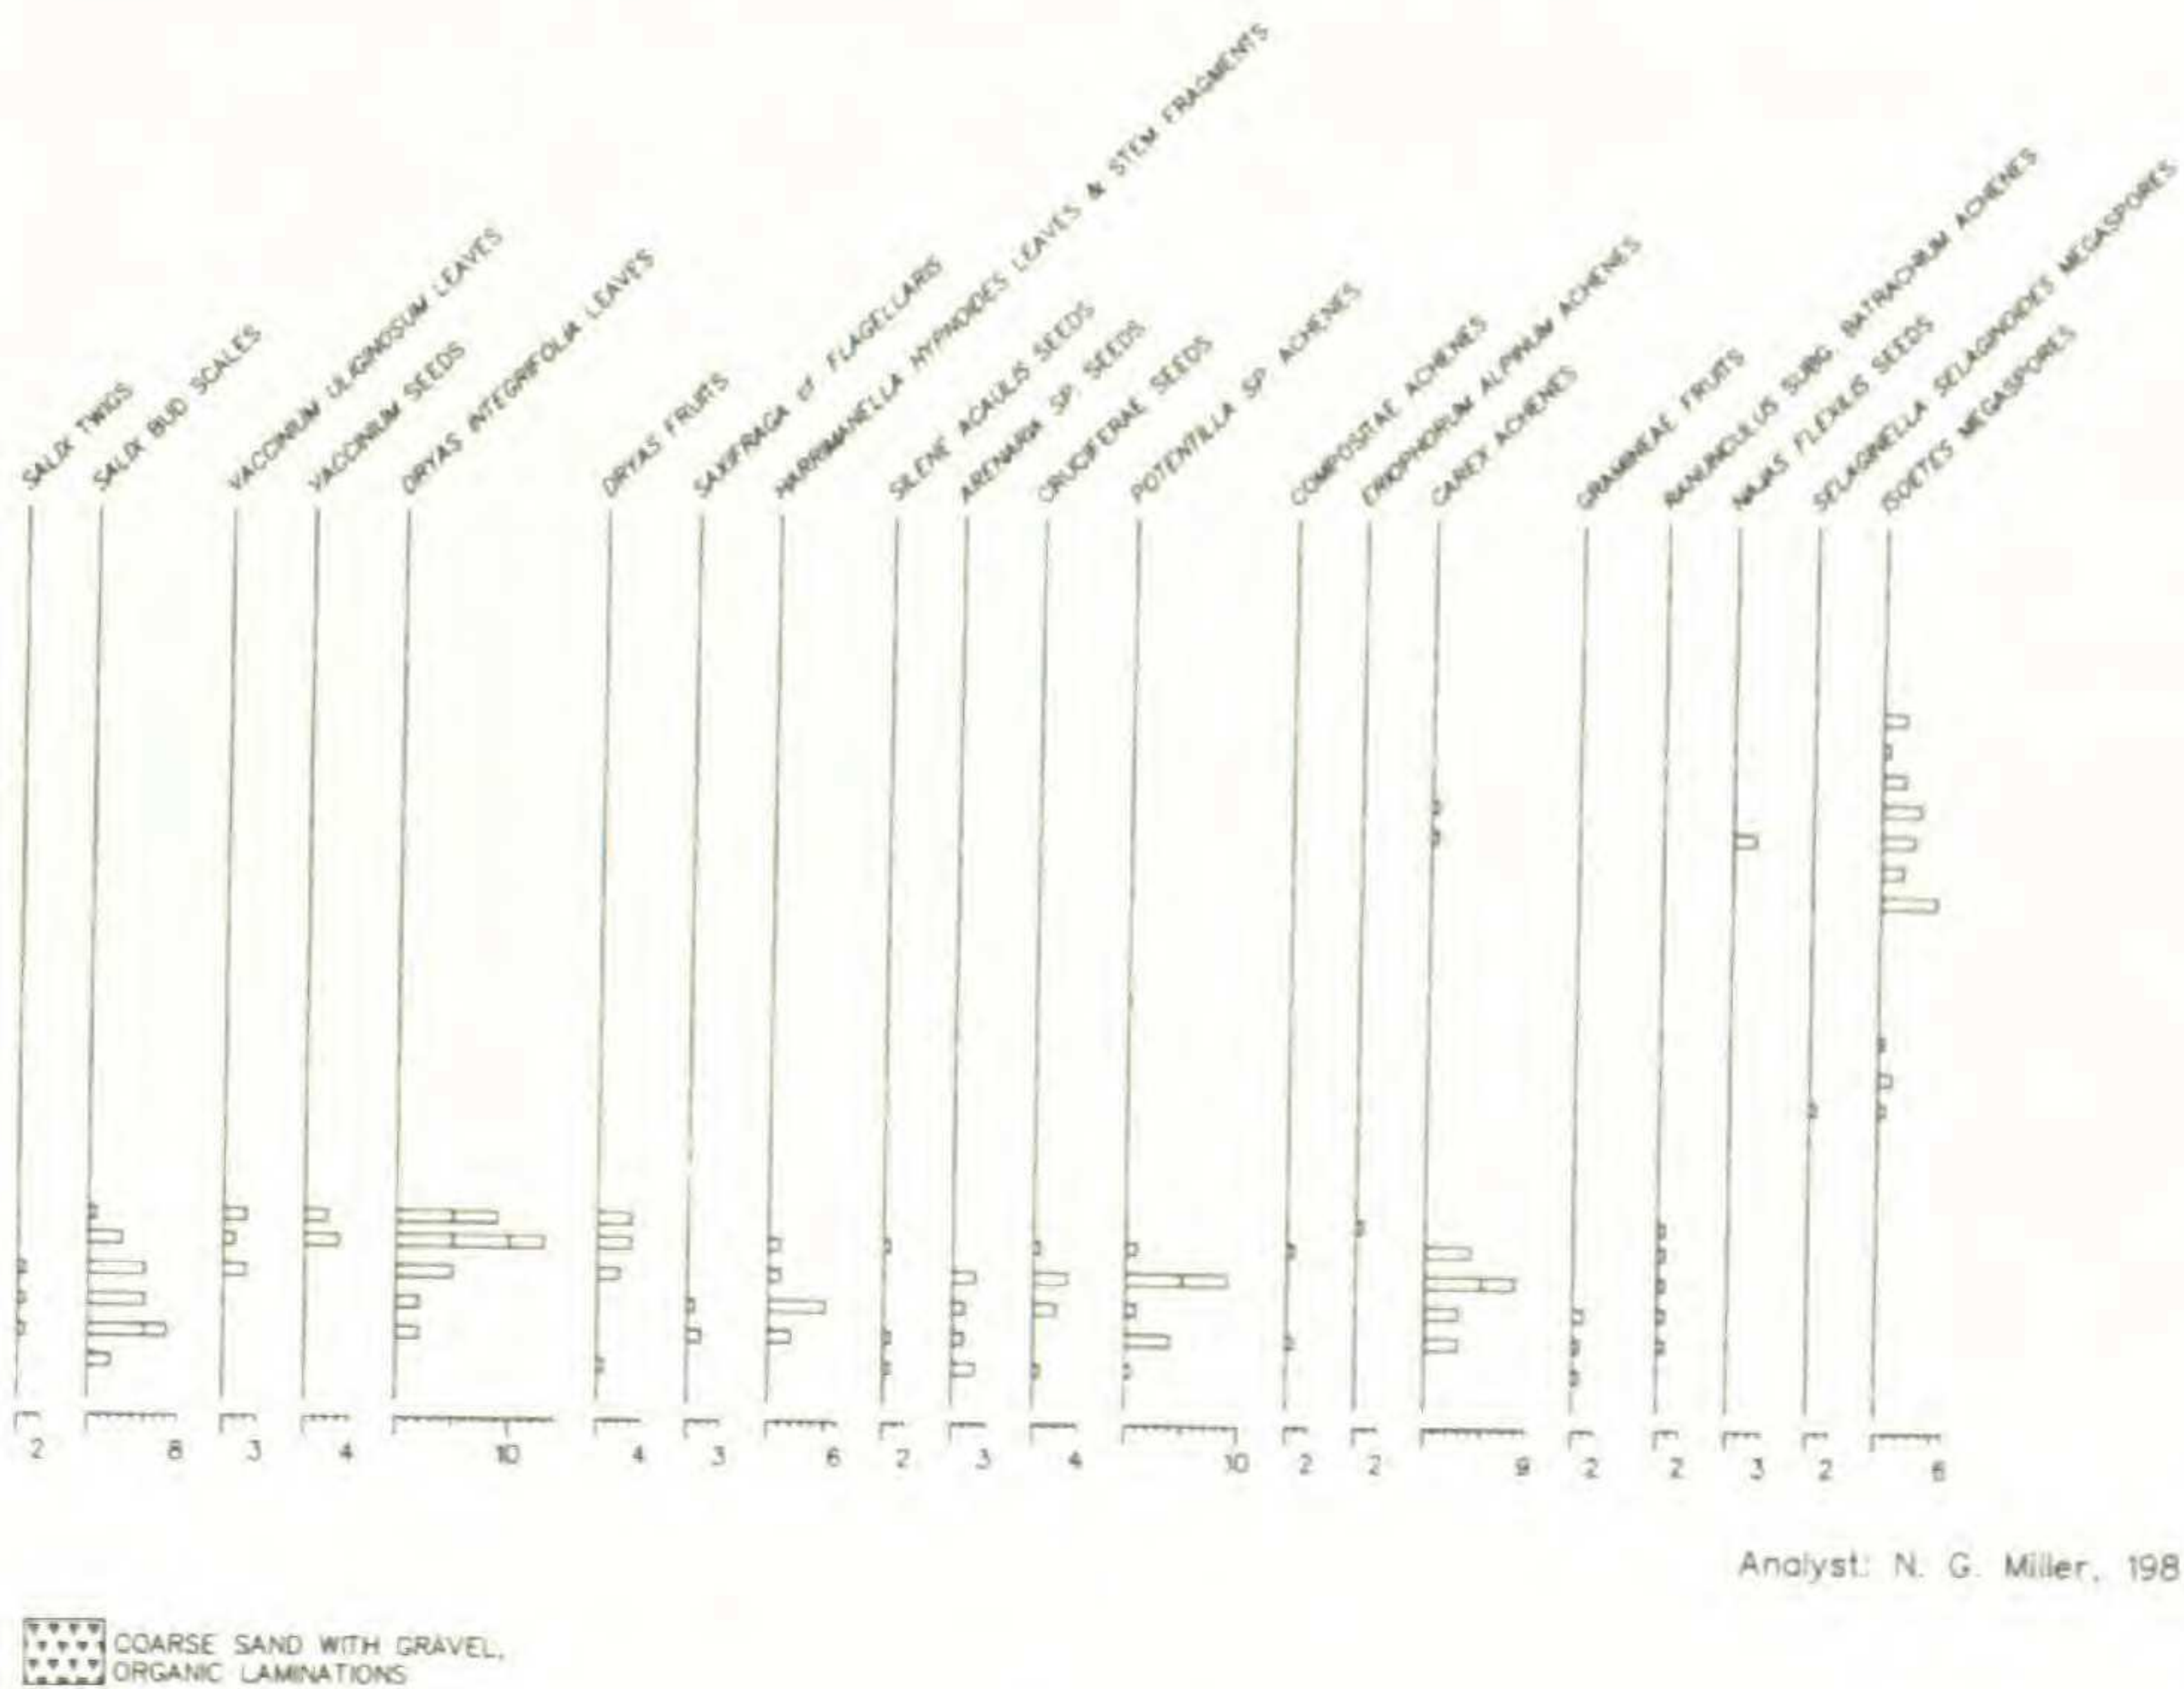 SALIX TWIGS
SALIX BUD SCALES
VACCINIUM ULIGINOSUM LEAVES
VACCINIUM SEEDS
DRYAS INTEGRIFOLIA LEAVES
DRYAS FRUITS
SAXIFRAGA cf FLAGELLARIS
HARRIMANELLA HYPNOIDES LEAVES & STEM FRAGMENTS
SILENE ACAULIS SEEDS
ARENARIA SP. SEEDS
CRUCIFERAE SEEDS
POTENTILLA SP ACHENES
COMPOSITAE ACHENES
ERIOPHORUM ALPINUM ACHENES
CAREX ACHENES
GRAMINEAE FRUITS
RANUNCULUS SUBG. BATRACHIUM ACHENES
NAJAS FLEXILIS SEEDS
SELAGINELLA SELAGINOIDES MEGASPORES
ISOETES MEGASPORES
2 8 3 4 10 4 3 6 2 3 4 10 2 2 9 2 2 3 2 6
Analyst: N. G. Miller, 198
COARSE SAND WITH GRAVEL,
ORGANIC LAMINATIONS